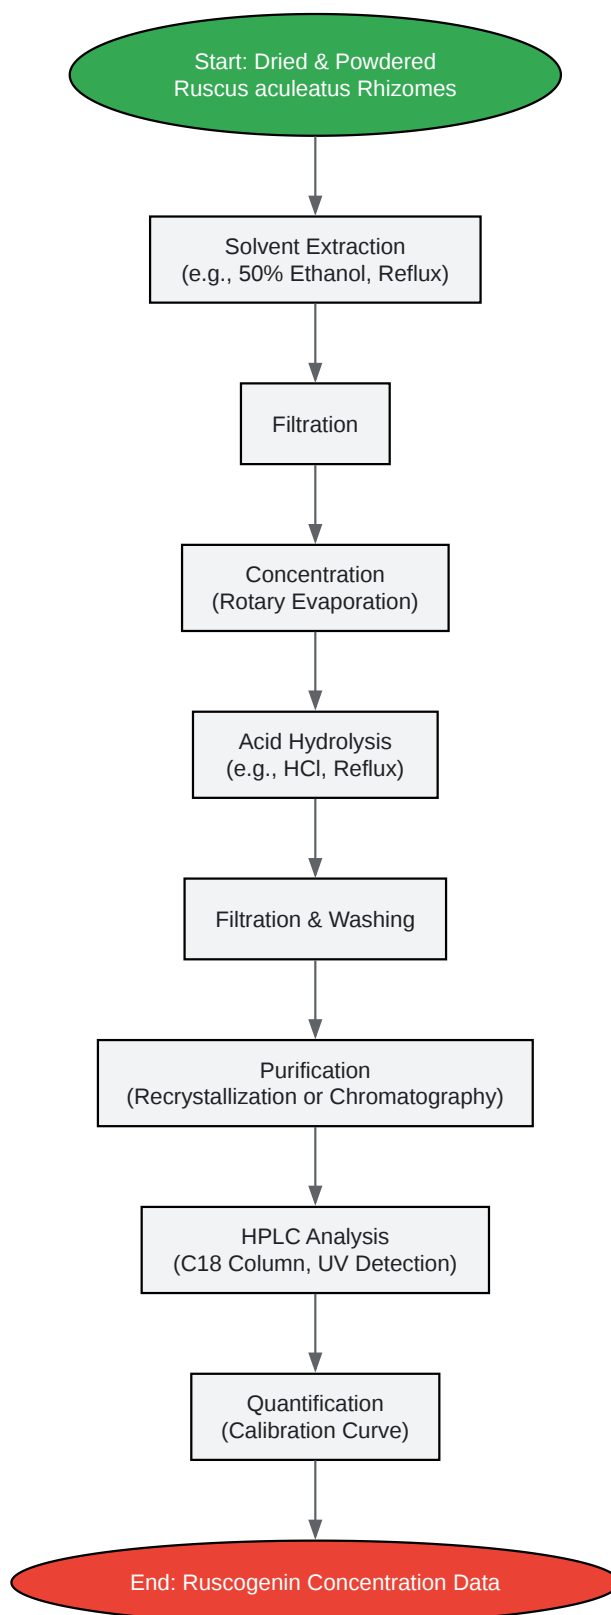 Start: Dried & Powdered
Ruscus aculeatus Rhizomes
Solvent Extraction
(e.g., 50% Ethanol, Reflux)
Filtration
Concentration
(Rotary Evaporation)
Acid Hydrolysis
(e.g., HCl, Reflux)
Filtration & Washing
Purification
(Recrystallization or Chromatography)
HPLC Analysis
(C18 Column, UV Detection)
Quantification
(Calibration Curve)
End: Ruscogenin Concentration Data